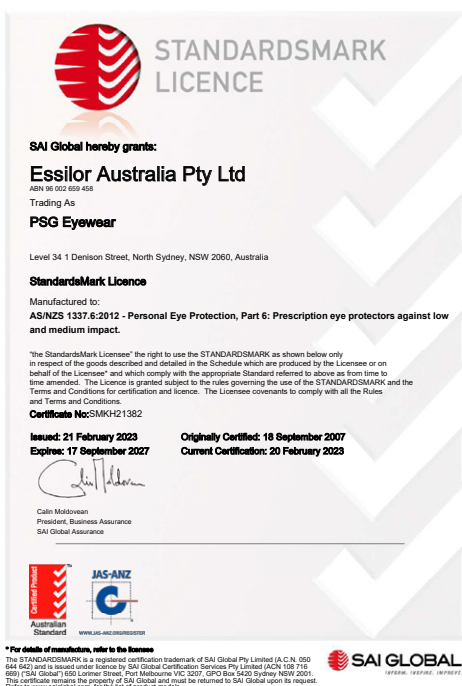 STANDARDSMARK
LICENCE
SAI Global hereby grants:
Essilor Australia Pty Ltd
ABN 96 002 659 458
Trading As
PSG Eyewear
Level 34 1 Denison Street, North Sydney, NSW 2060, Australia
StandardsMark Licence
Manufactured to:
AS/NZS 1337.6:2012 - Personal Eye Protection, Part 6: Prescription eye protectors against low
and medium impact.
"the StandardsMark Licensee" the right to use the STANDARDSMARK as shown below only
in respect of the goods described and detailed in the Schedule which are produced by the Licensee or on
behalf of the Licensee* and which comply with the appropriate Standard referred to above as from time to
time amended. The Licence is granted subject to the rules governing the use of the STANDARDSMARK and the
Terms and Conditions for certification and licence. The Licensee covenants to comply with all the Rules
and Terms and Conditions.
Certificate No:SMKH21382
Issued: 21 February 2023 Originally Certified: 18 September 2007
Expires: 17 September 2027 Current Certification: 20 February 2023
Calin Moldovean
Calin Moldovean
President, Business Assurance
SAI Global Assurance
Certified Product
™
Australian
Standard
JAS-ANZ
C
WWW.JAS-ANZ.ORG/REGISTER
* For details of manufacture, refer to the licensee
The STANDARDSMARK is a registered certification trademark of SAI Global Pty Limited (A.C.N. 050
644 642) and is issued under licence by SAI Global Certification Services Pty Limited (ACN 108 716
669) ("SAI Global") 650 Lorimer Street, Port Melbourne VIC 3207, GPO Box 5420 Sydney NSW 2001.
This certificate remains the property of SAI Global and must be returned to SAI Global upon its request.
SAI GLOBAL
INFORM. INSPIRE. IMPROVE.